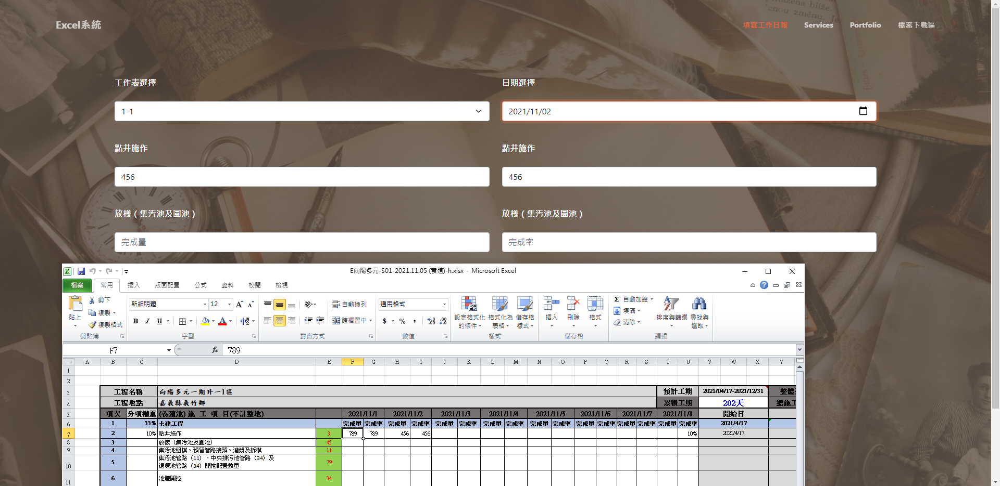 Excel系統
填寫工作日報
Services
Portfolio
檔案下載區
工作表選擇
日期選擇
1-1
2021/11/02
點井施作
點井施作
456
456
放樣 ( 集汚池及圓池 )
放樣 ( 集汚池及圓池 )
完成量
完成率
E向陽多元-S01-2021.11.05 (養殖)-h.xlsx - Microsoft Excel
檔案 常用 插入 版面配置 公式 資料 校閱 檢視
貼上
剪下
複製
複製格式
剪貼簿
新細明體 12
B I U
字型
自動換列
跨欄置中
對齊方式
通用格式
$ % ,
數值
設定格式化的條件
格式化為表格
儲存格樣式
樣式
插入 刪除 格式
儲存格
Σ 自動加總
填滿
清除
排序與篩選
尋找與選取
編輯
F7 fx 789
A B C D E F G H I J K L M N O P Q R S T U V W X Y
1
2
3 工程名稱 向陽多元一期升一1區 預計工期 2021/04/17-2021/12/31 整體
4 工程地點 嘉義縣義竹鄉 累積工期 202天 總施工
5 項次 分項權重 (養殖池) 施 工 項 目(不計整地) 2021/11/1 2021/11/2 2021/11/3 2021/11/4 2021/11/5 2021/11/6 2021/11/7 2021/11/8 開始日
6 1 33% 土建工程 完成量 完成率 完成量 完成率 完成量 完成率 完成量 完成率 完成量 完成率 完成量 完成率 完成量 完成率 完成量 完成率 2021/4/17
7 2 10% 點井施作 3 789 789 456 456 10% 2021/4/17
8 3 放樣（集汚池及圓池） 45
9 4 集汚池組模、預留管路接頭、灌漿及拆模 11
10 5 集汚池管路（11）、中央排汚池管路（34）及
循環池管路（34）開挖配置數量 79
11 6 池體開挖 34